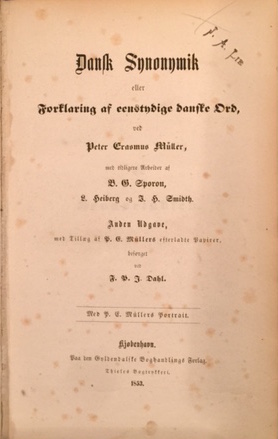 Dansk Synonymik
eller
Forklaring af eenstydige danske Ord,
ved
Peter Erasmus Müller,
med tidligere Arbeider af
B. G. Sporon,
L. Heiberg og J. H. Smidth.
Anden Udgave,
med Tillæg af P. E. Müllers efterladte Papirer.
besørget
ved
F. P. J. Dahl.
Med P. E. Müllers Portrait.
Kjøbenhavn.
Paa den Gyldendalske Boghandlings Forlag.
Thieles Bogtrykkeri.
1853.